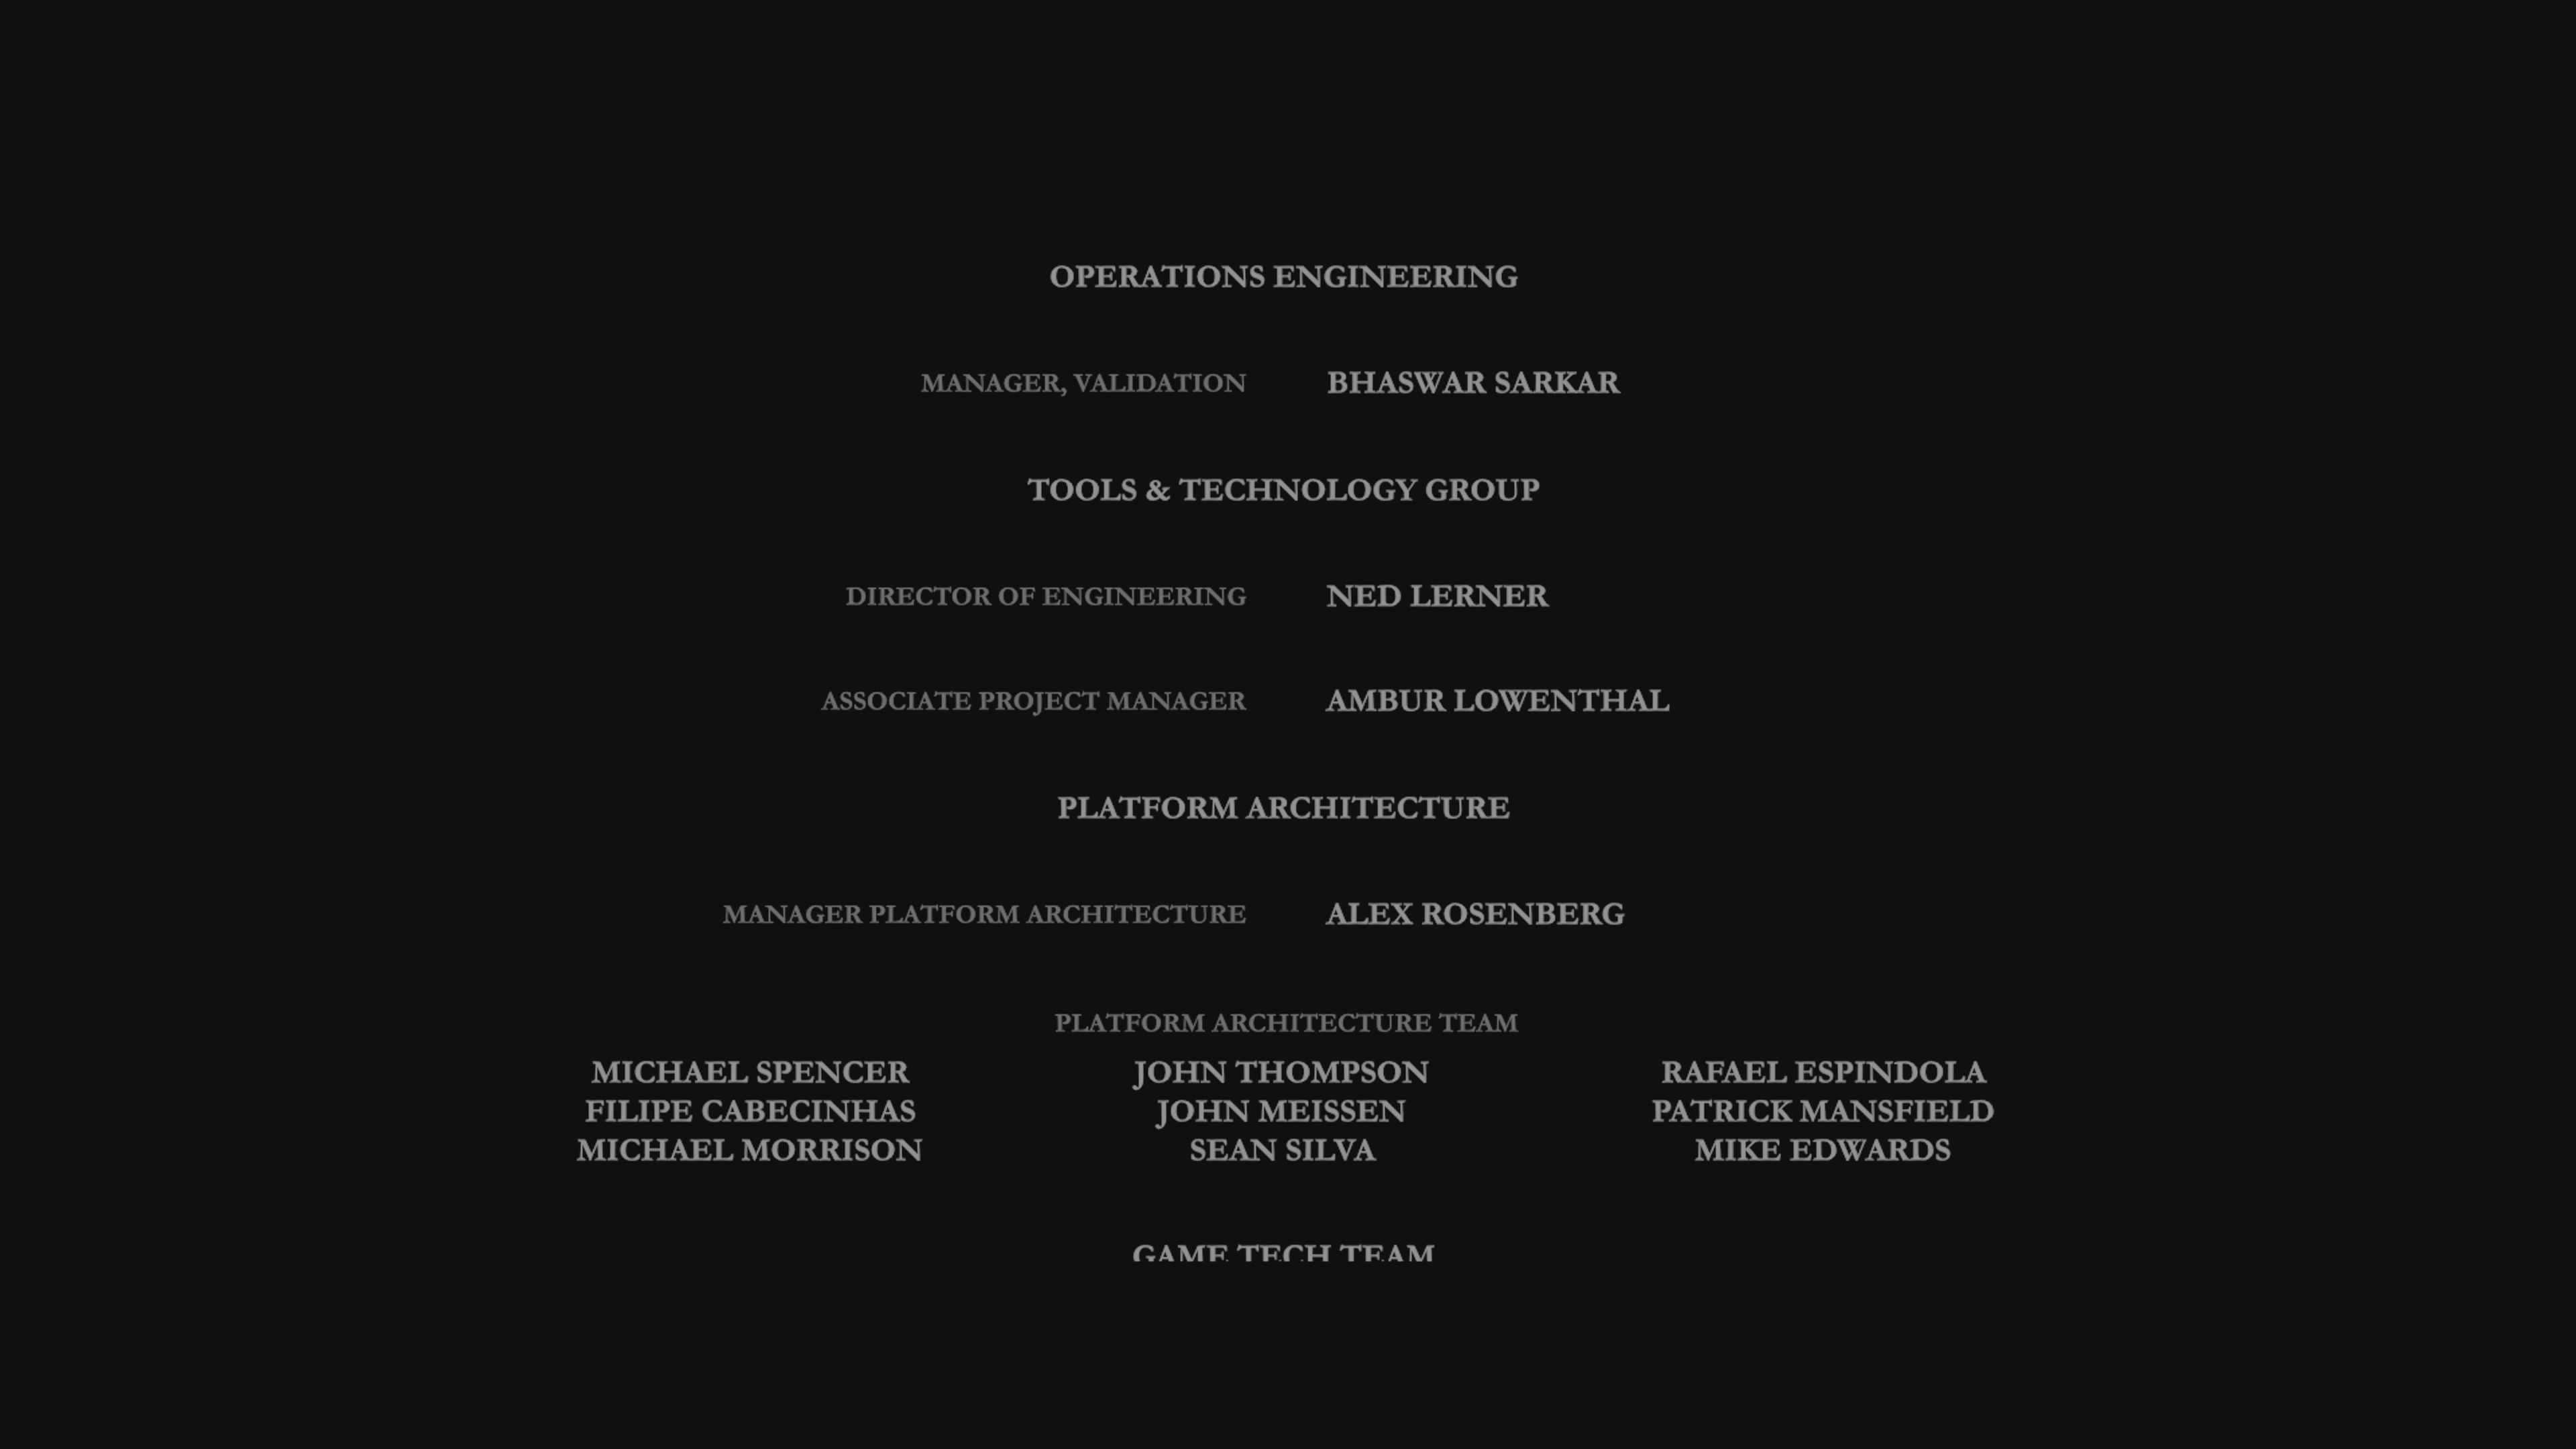 OPERATIONS ENGINEERING
MANAGER, VALIDATION BHASWAR SARKAR
TOOLS & TECHNOLOGY GROUP
DIRECTOR OF ENGINEERING NED LERNER
ASSOCIATE PROJECT MANAGER AMBUR LOWENTHAL
PLATFORM ARCHITECTURE
MANAGER PLATFORM ARCHITECTURE ALEX ROSENBERG
PLATFORM ARCHITECTURE TEAM
MICHAEL SPENCER JOHN THOMPSON RAFAEL ESPINDOLA
FILIPE CABECINHAS JOHN MEISSEN PATRICK MANSFIELD
MICHAEL MORRISON SEAN SILVA MIKE EDWARDS
GAME TECH TEAM